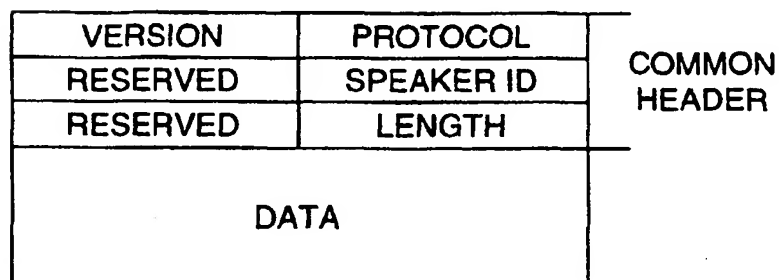 VERSION PROTOCOL
RESERVED SPEAKER ID
RESERVED LENGTH
COMMON
HEADER
DATA